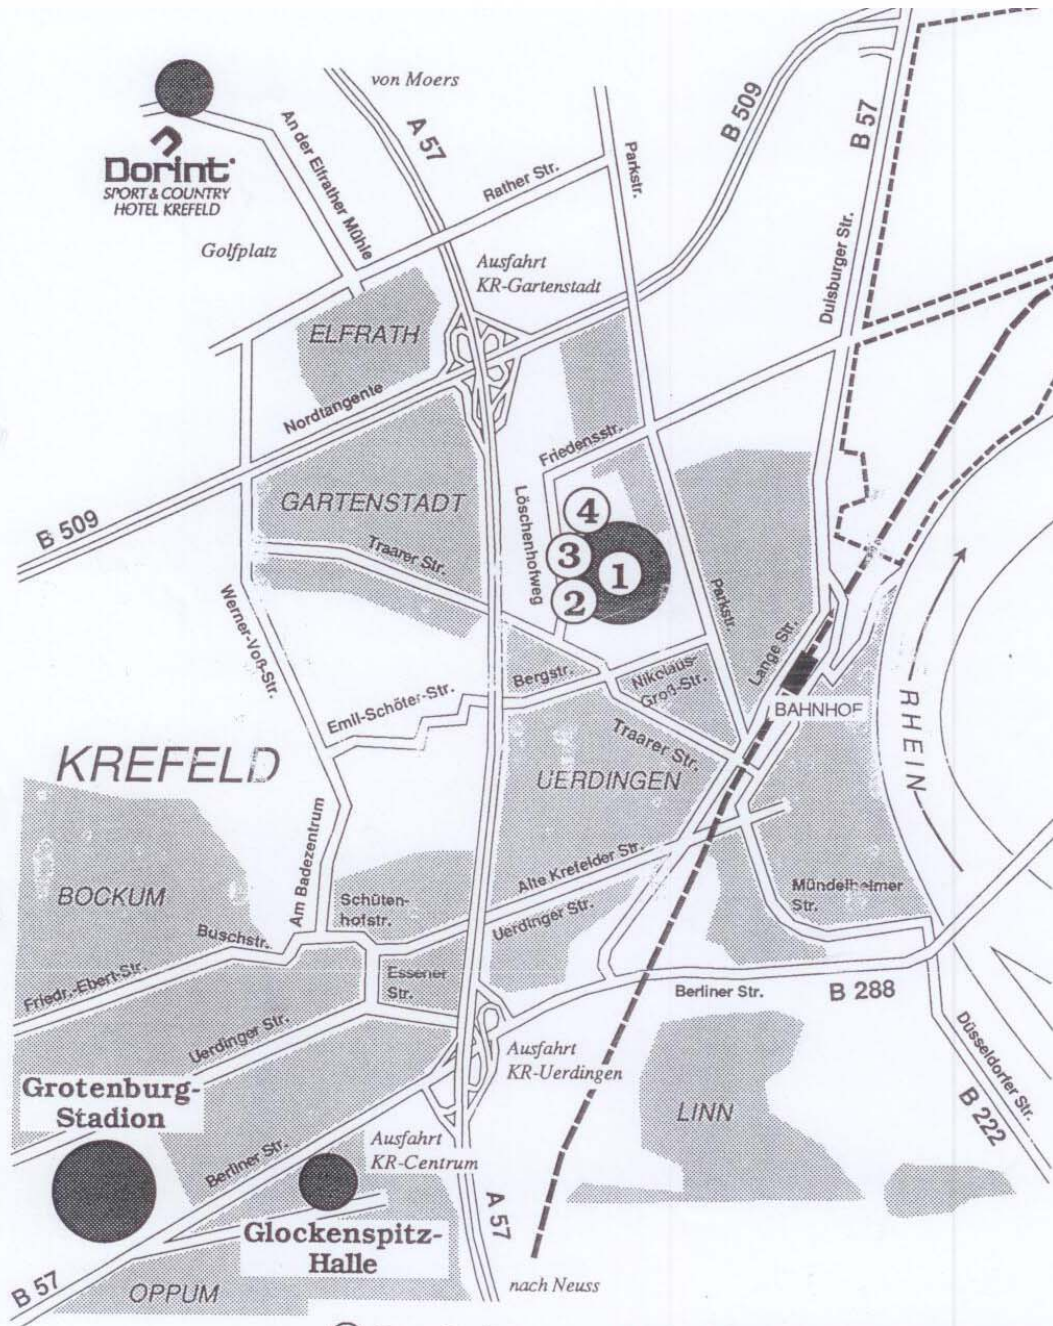 von Moers
A 57
B 509
B 57
Dorint
SPORT & COUNTRY
HOTEL KREFELD
An der Elfrather Mühle
Rather Str.
Parkstr.
Golfplatz
Ausfahrt
KR-Gartenstadt
Duisburger Str.
ELFRATH
Nordtangente
Friedensstr.
GARTENSTADT
Löschenhofweg
4
3
1
2
B 509
Traarer Str.
Parkstr.
Werner-Voß-Str.
Lange Str.
Bergstr.
Nikolaus-
Groß-Str.
Emil-Schöter-Str.
BAHNHOF
RHEIN
KREFELD
Traarer Str.
UERDINGEN
Am Badezentrum
Alte Krefelder Str.
BOCKUM
Schüten-
hofstr.
Mündelheimer
Str.
Uerdinger Str.
Buschstr.
Friedr.-Ebert-Str.
Essener
Str.
Berliner Str.
B 288
Uerdinger Str.
Ausfahrt
KR-Uerdingen
Düsseldorfer Str.
B 222
Grotenburg-
Stadion
LINN
Berliner Str.
Ausfahrt
KR-Centrum
A 57
Glockenspitz-
Halle
B 57
OPPUM
nach Neuss